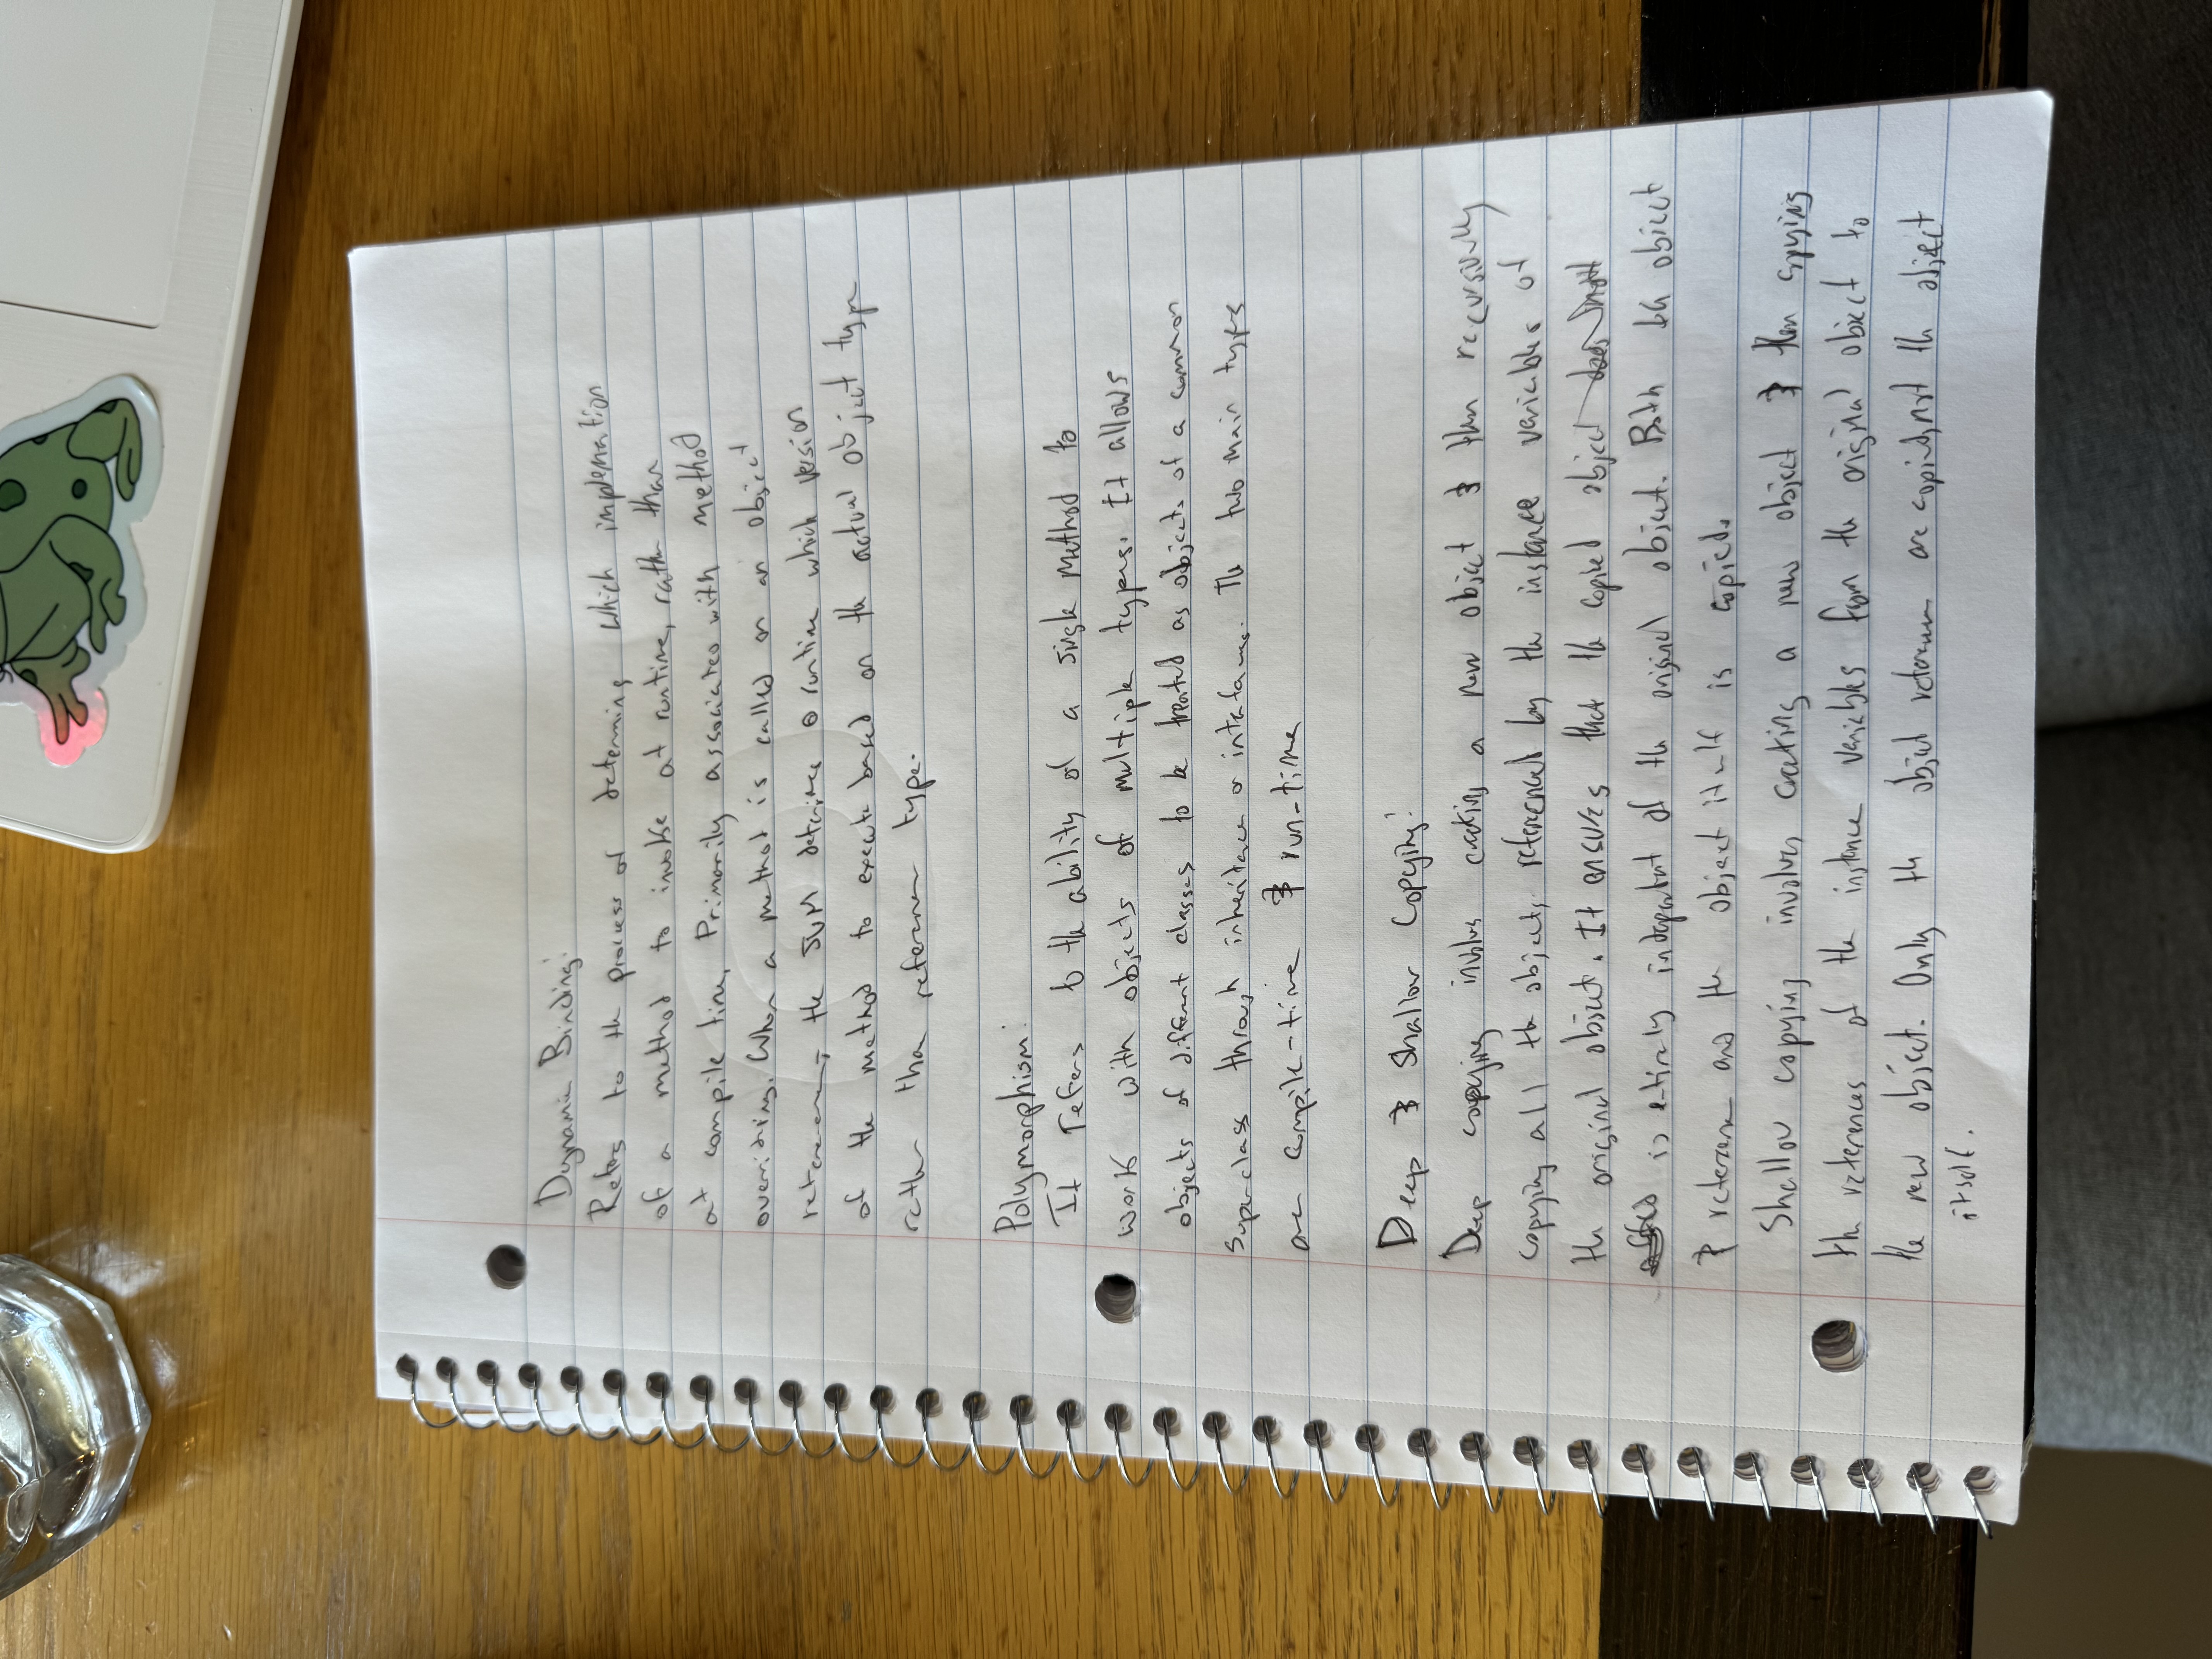 Dynamic Binding:
Refers to the process of determining which implemation
of a method to invoke at runtime, rather than
at compile time, Primarily associated with method
overriding. When a method is called on an object
reference, the JVM determines @ runtime which version
of the method to execute based on the actual object type
rather than reference type.
Polymorphism:
It refers to the ability of a single method to
work with objects of multiple types. It allows
objects of different classes to be treated as objects of a common
superclass through inheritance or interfaces. The two main types
are compile-time & run-time
Deep & Shallow Copying:
Deep copying involves creating a new object & then recursively
copying all the objects referenced by the instance variables of
the original object. It ensures that the copied object
is entirely independent of the original object. Both the object
& reference and the object itself is copied.
Shallow copying involves creating a new object & then copying
the references of the instance variables from the original object to
the new object. Only the object references are copied, not the object
itself.